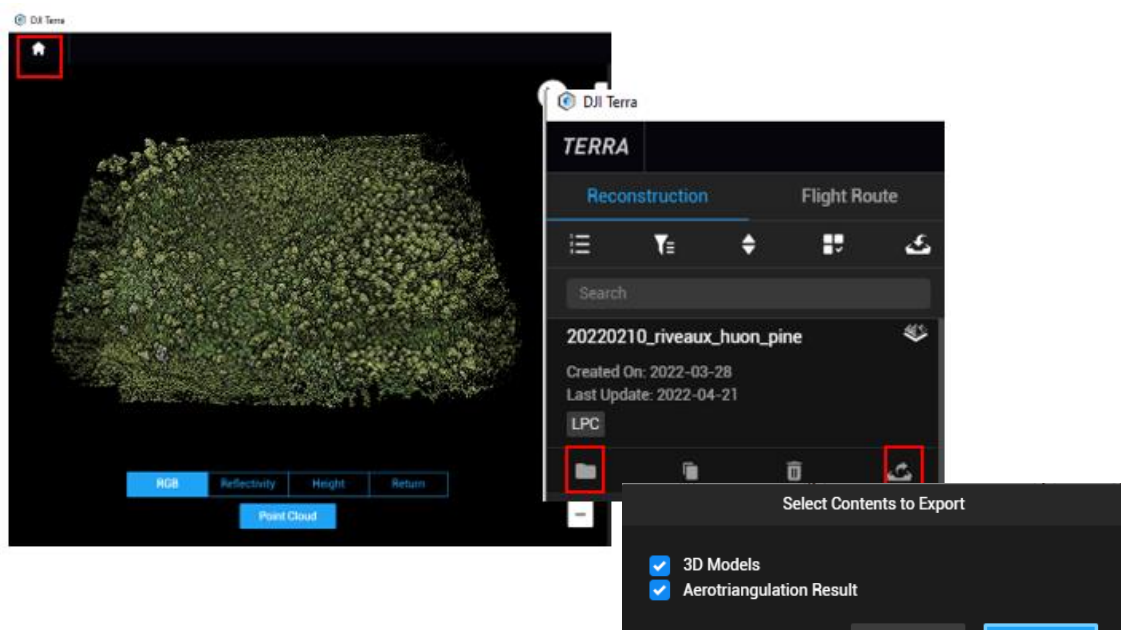 DJI Terra
RGB
Reflectivity
Height
Return
Point Cloud
DJI Terra
TERRA
Reconstruction
Flight Route
Search
20220210_riveaux_huon_pine
Created On: 2022-03-28
Last Update: 2022-04-21
LPC
Select Contents to Export
3D Models
Aerotriangulation Result